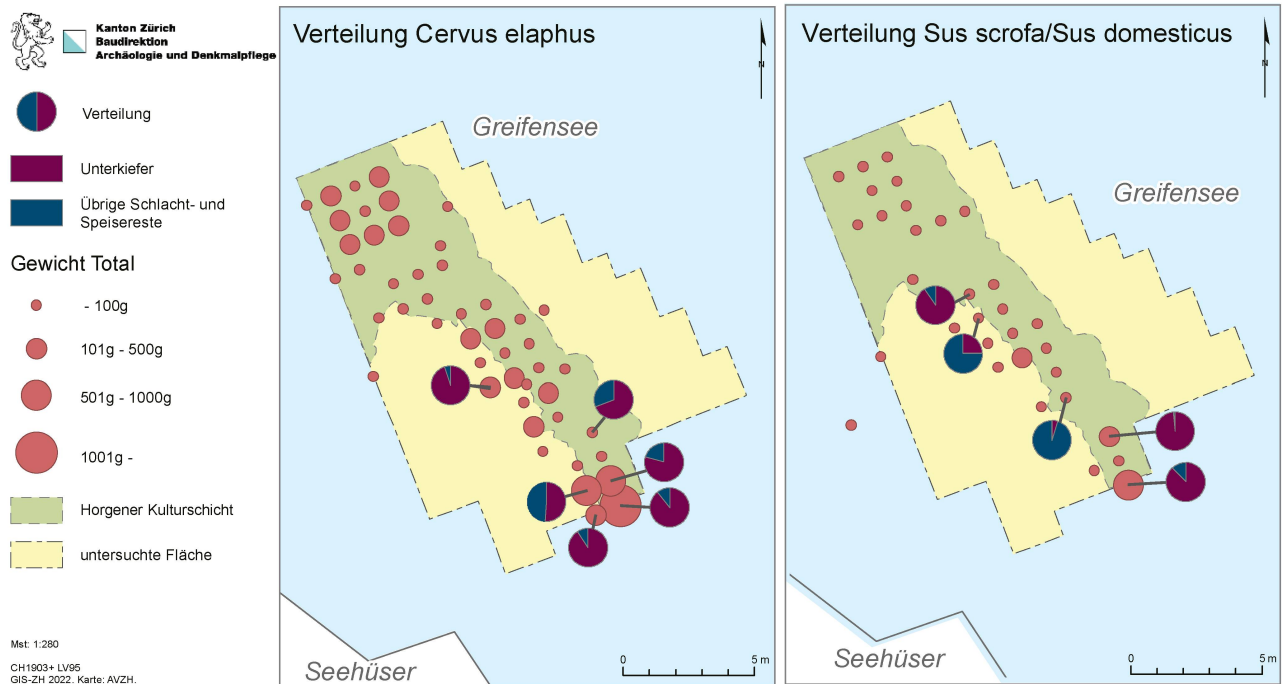 Kanton Zürich
Baudirektion
Archäologie und Denkmalpflege
Verteilung
Unterkiefer
Übrige Schlacht- und
Speisereste
Gewicht Total
- 100g
101g - 500g
501g - 1000g
1001g -
Horgener Kulturschicht
untersuchte Fläche
Mst: 1:280
CH1903+ LV95
GIS-ZH 2022, Karte: AVZH.
Verteilung Cervus elaphus
N
Greifensee
Seehüser
0 5 m
Verteilung Sus scrofa/Sus domesticus
N
Greifensee
Seehüser
0 5 m